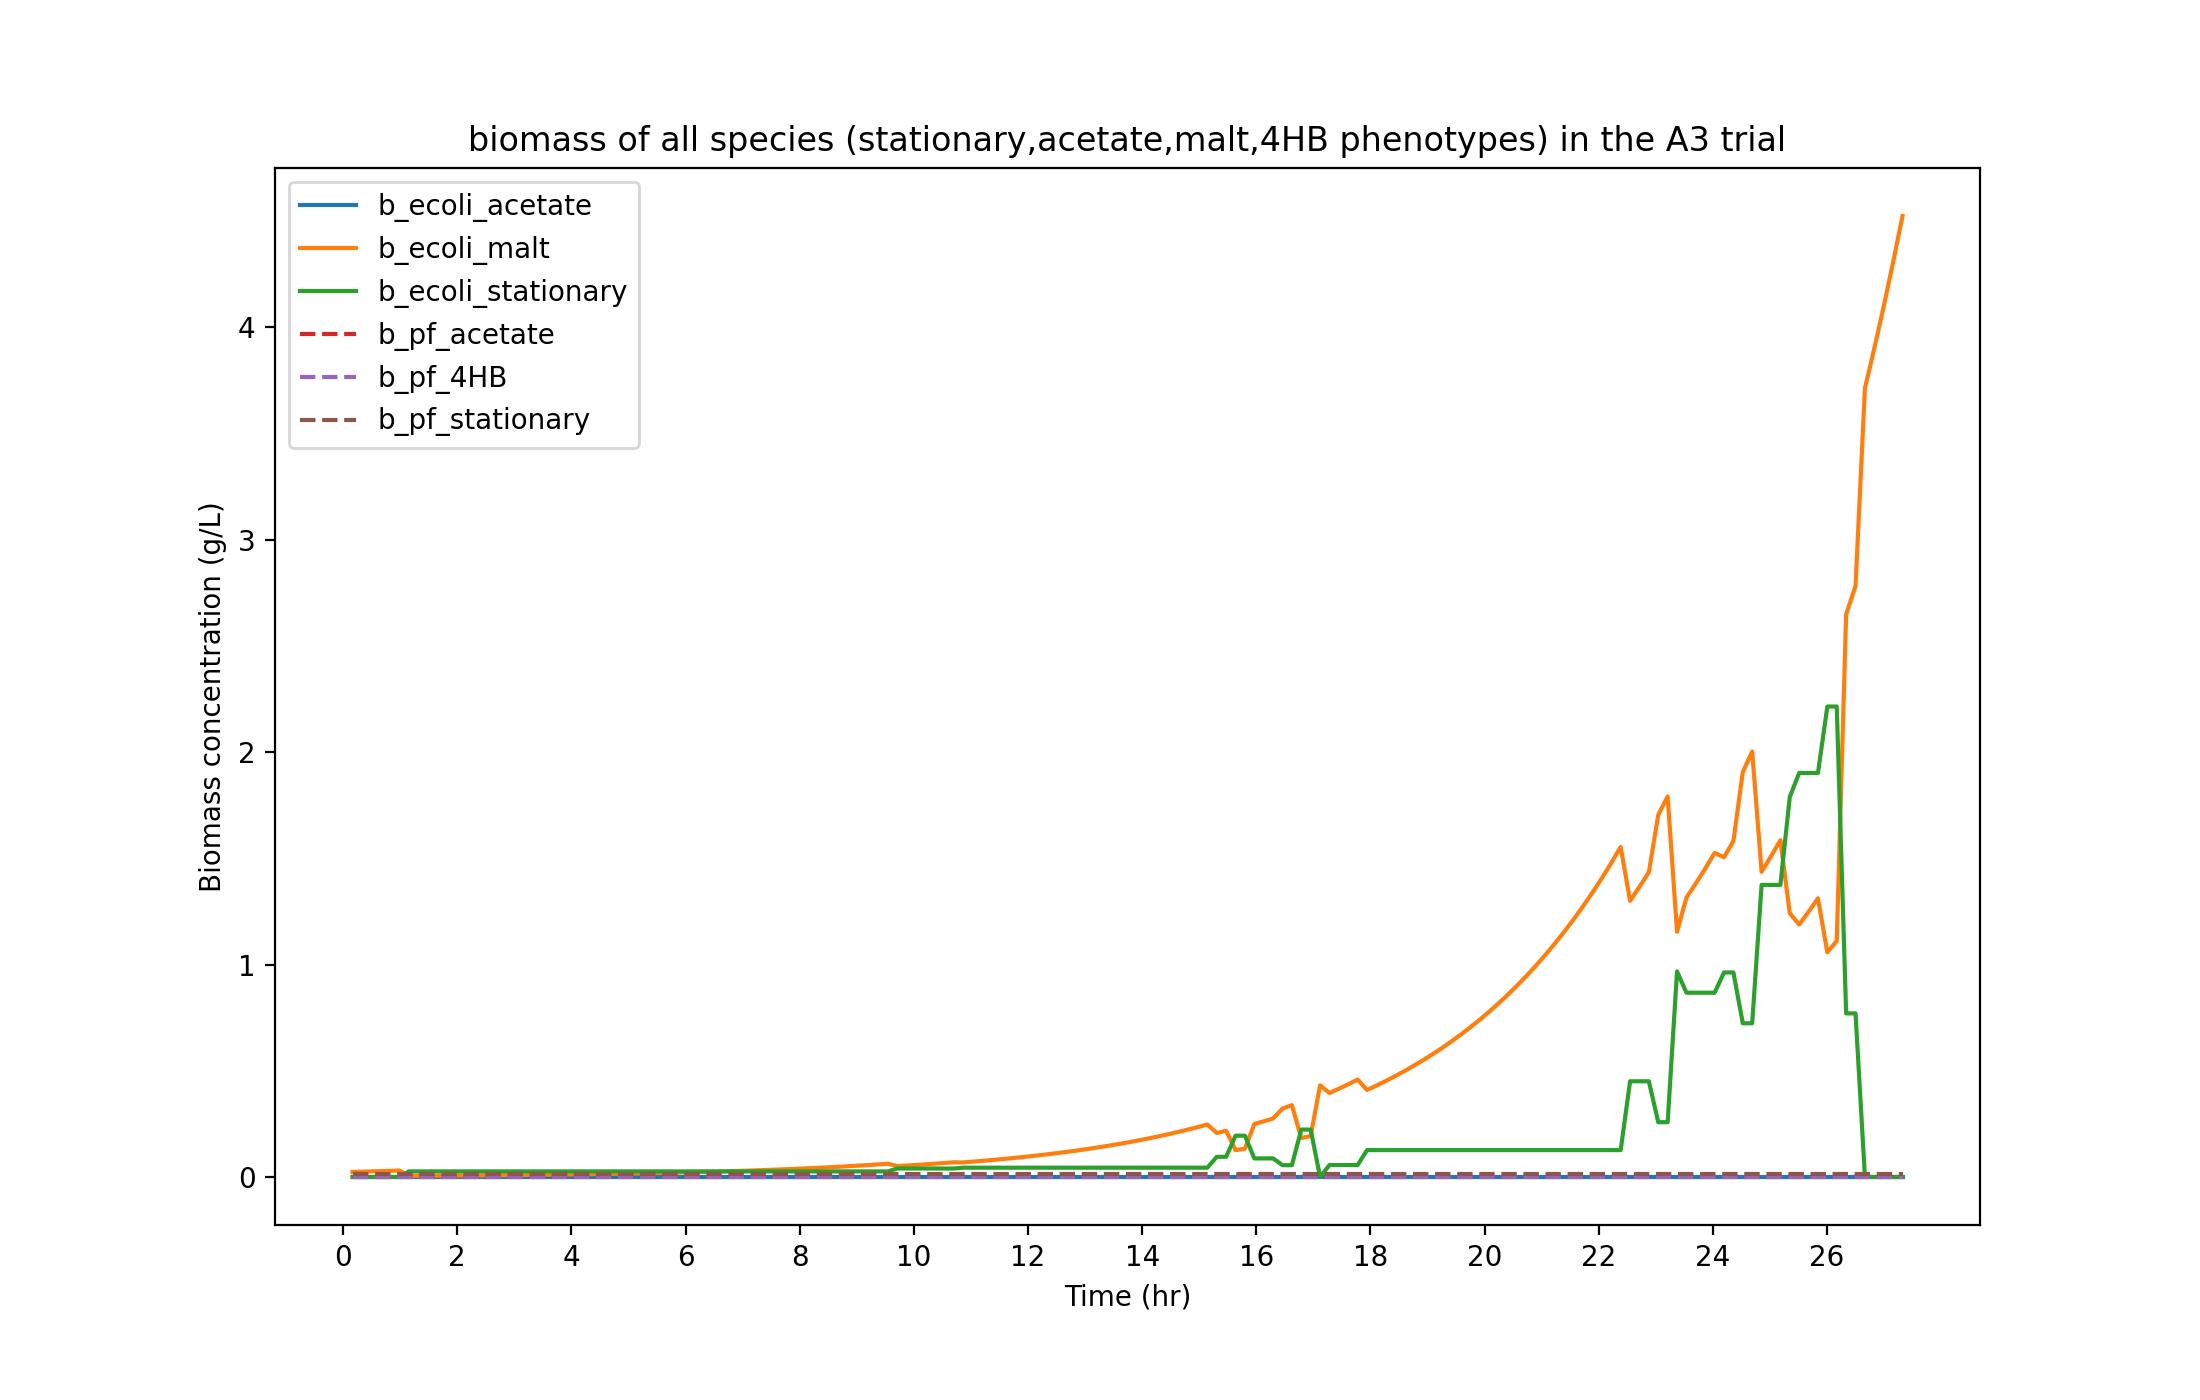 biomass of all species (stationary,acetate,malt,4HB phenotypes) in the A3 trial
b_ecoli_acetate
b_ecoli_malt
b_ecoli_stationary
b_pf_acetate
b_pf_4HB
b_pf_stationary
Biomass concentration (g/L)
4
3
2
1
0
0 2 4 6 8 10 12 14 16 18 20 22 24 26
Time (hr)